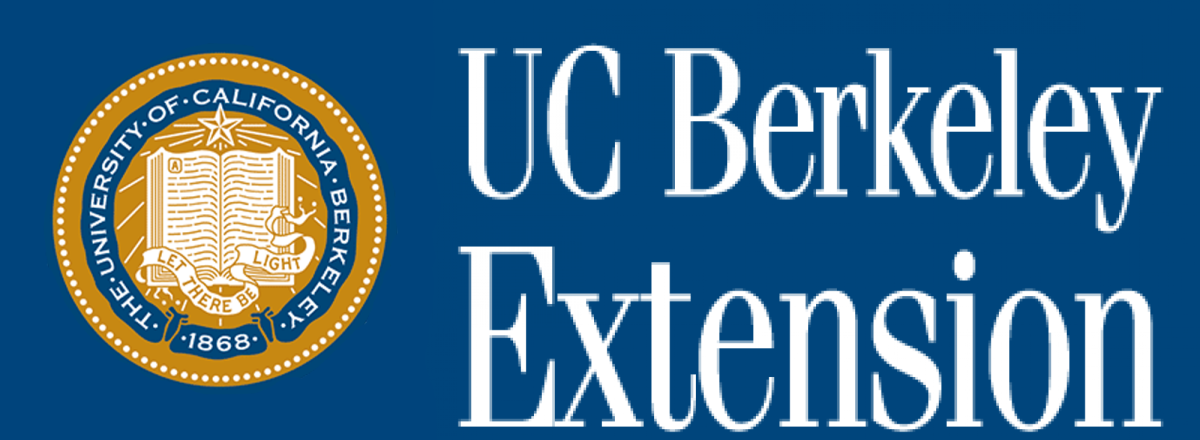 ·THE·UNIVERSITY·OF·CALIFORNIA·BERKELEY·
A
LET THERE BE LIGHT
·1868·
UC Berkeley
Extension